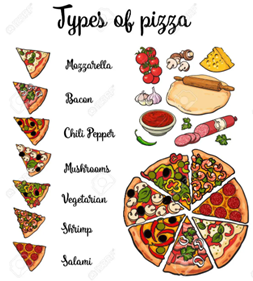 Types of pizza
Mozzarella
Bacon
Chili Pepper
Mushrooms
Vegetarian
Shrimp
Salami